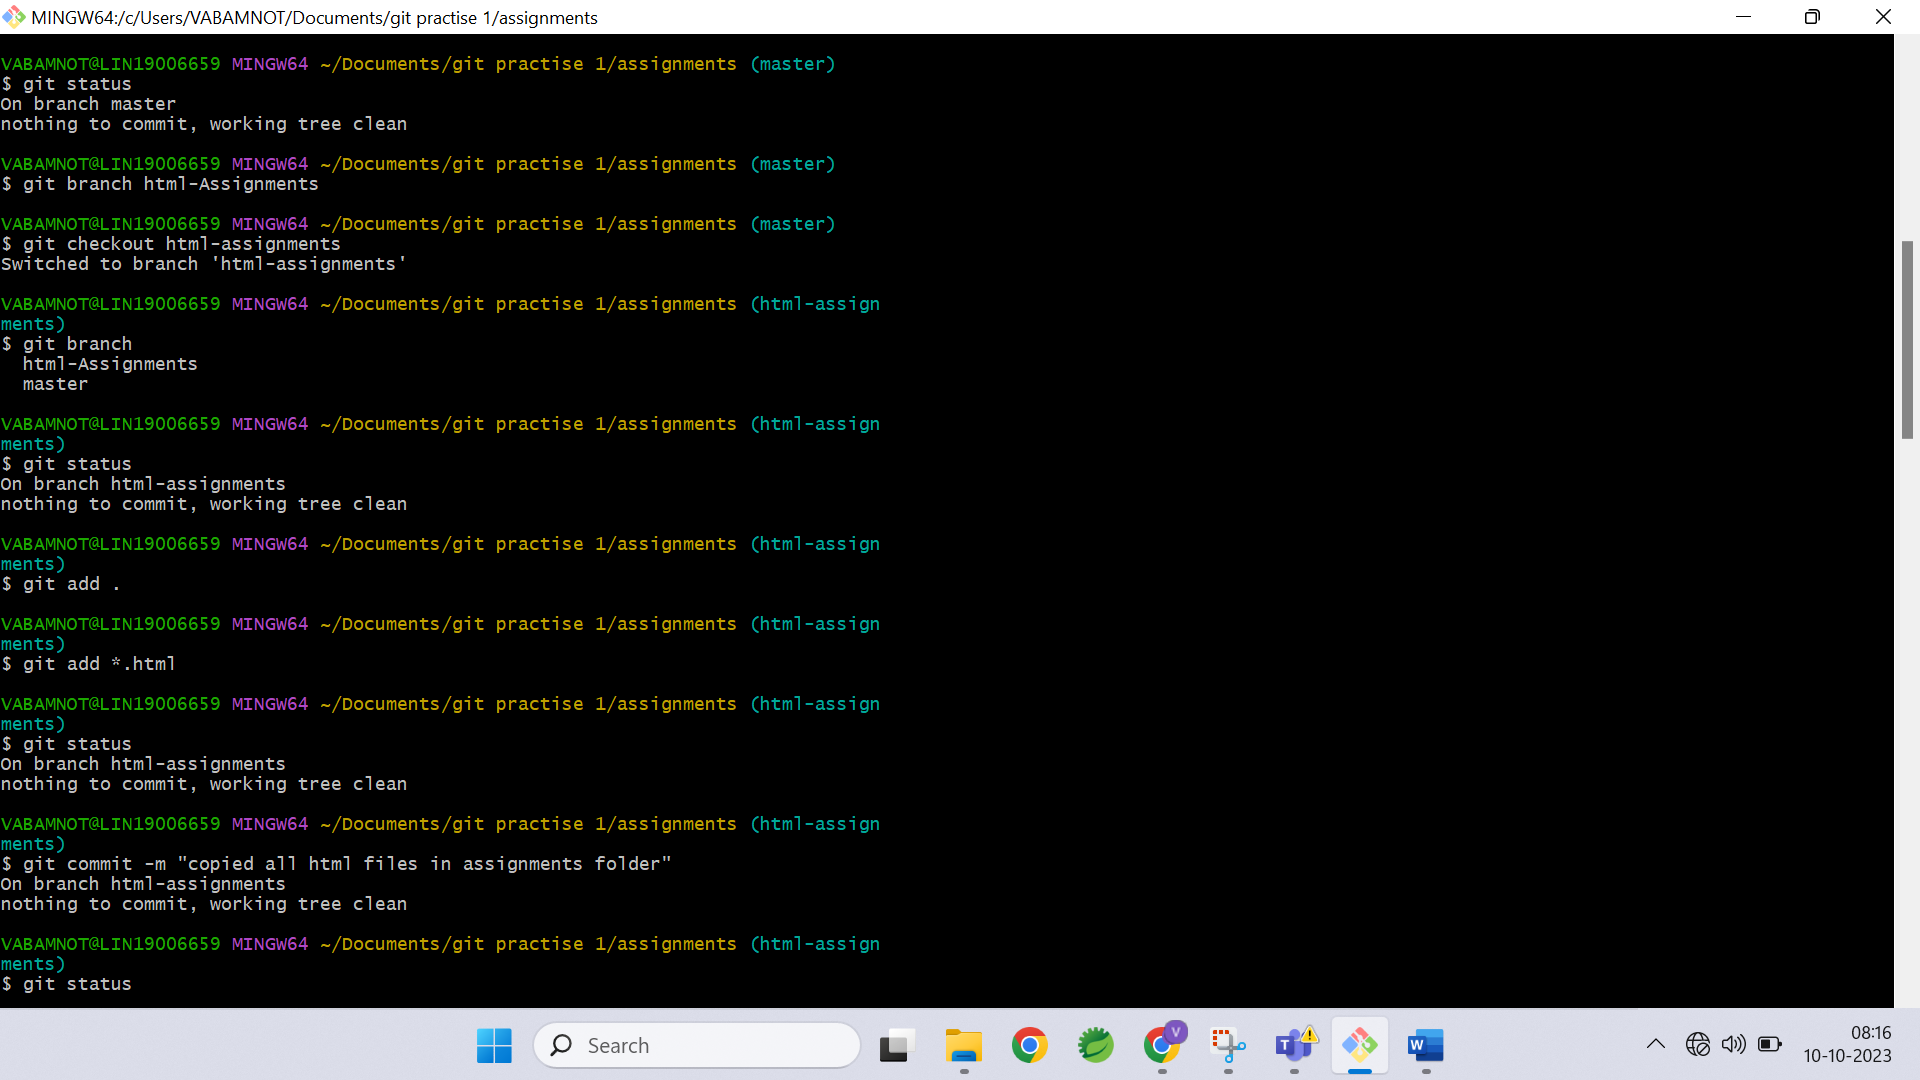 MINGW64:/c/Users/VABAMNOT/Documents/git practise 1/assignments
VABAMNOT@LIN19006659 MINGW64 ~/Documents/git practise 1/assignments (master)
$ git status
On branch master
nothing to commit, working tree clean
VABAMNOT@LIN19006659 MINGW64 ~/Documents/git practise 1/assignments (master)
$ git branch html-Assignments
VABAMNOT@LIN19006659 MINGW64 ~/Documents/git practise 1/assignments (master)
$ git checkout html-assignments
Switched to branch 'html-assignments'
VABAMNOT@LIN19006659 MINGW64 ~/Documents/git practise 1/assignments (html-assign
ments)
$ git branch
html-Assignments
master
VABAMNOT@LIN19006659 MINGW64 ~/Documents/git practise 1/assignments (html-assign
ments)
$ git status
On branch html-assignments
nothing to commit, working tree clean
VABAMNOT@LIN19006659 MINGW64 ~/Documents/git practise 1/assignments (html-assign
ments)
$ git add .
VABAMNOT@LIN19006659 MINGW64 ~/Documents/git practise 1/assignments (html-assign
ments)
$ git add *.html
VABAMNOT@LIN19006659 MINGW64 ~/Documents/git practise 1/assignments (html-assign
ments)
$ git status
On branch html-assignments
nothing to commit, working tree clean
VABAMNOT@LIN19006659 MINGW64 ~/Documents/git practise 1/assignments (html-assign
ments)
$ git commit -m "copied all html files in assignments folder"
On branch html-assignments
nothing to commit, working tree clean
VABAMNOT@LIN19006659 MINGW64 ~/Documents/git practise 1/assignments (html-assign
ments)
$ git status
Search
V
T
W
08:16
10-10-2023